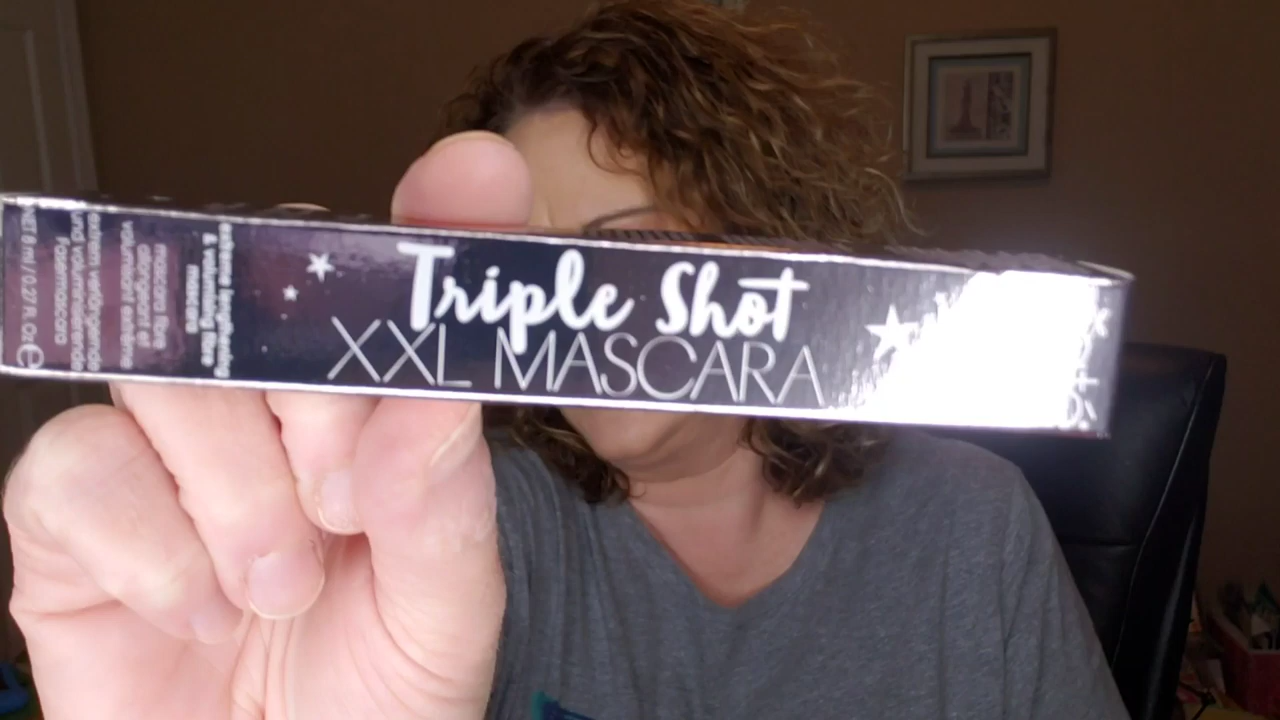 Triple Shot
XXL MASCARA
extreme lengthening
& volumizing fibre
mascara
mascara fibre
allongeant et
volumisant extrême
extrem verlängernde
und voluminierende
Fasermascara
NET 8 ml / 0.27 Fl. Oz e